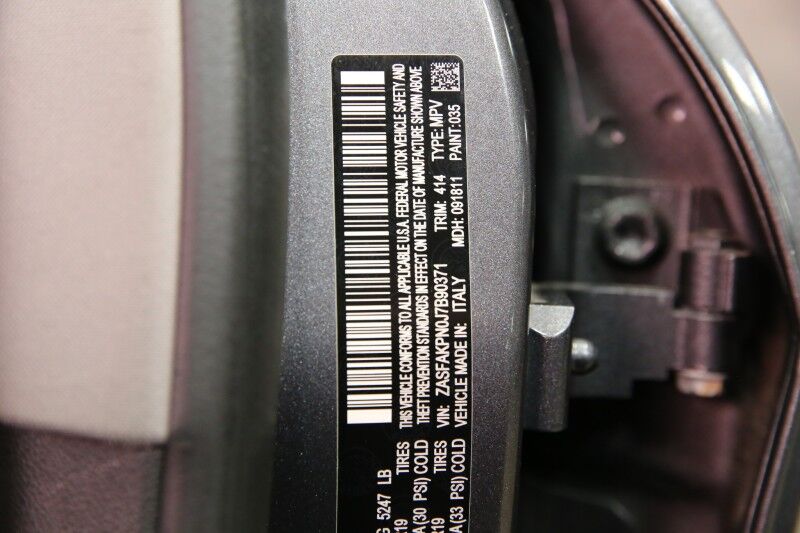 G 5247 LB
R19 TIRES
A (30 PSI) COLD
R19 TIRES
A (33 PSI) COLD
THIS VEHICLE CONFORMS TO ALL APPLICABLE U.S.A. FEDERAL MOTOR VEHICLE SAFETY AND
THEFT PREVENTION STANDARDS IN EFFECT ON THE DATE OF MANUFACTURE SHOWN ABOVE
VIN: ZASFAKPN0J7B90371 TRIM: 414 TYPE: MPV
VEHICLE MADE IN: ITALY MDH: 091811 PAINT: 035